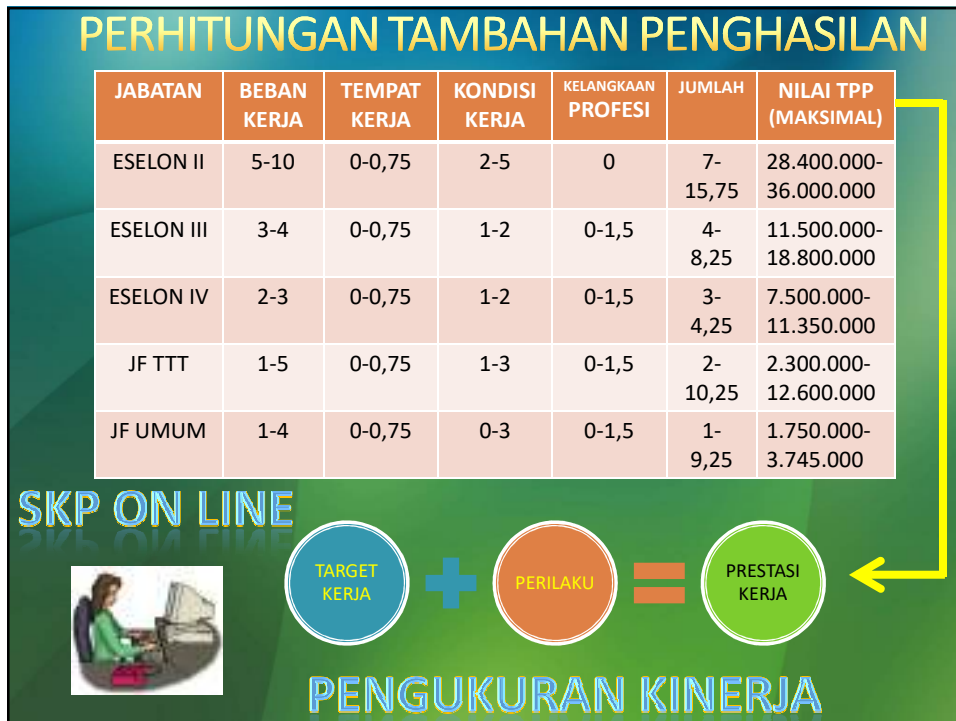 PERHITUNGAN TAMBAHAN PENGHASILAN
JABATAN BEBAN KERJA TEMPAT KERJA KONDISI KERJA KELANGKAAN PROFESI JUMLAH NILAI TPP (MAKSIMAL)
ESELON II 5-10 0-0,75 2-5 0 7-15,75 28.400.000-36.000.000
ESELON III 3-4 0-0,75 1-2 0-1,5 4-8,25 11.500.000-18.800.000
ESELON IV 2-3 0-0,75 1-2 0-1,5 3-4,25 7.500.000-11.350.000
JF TTT 1-5 0-0,75 1-3 0-1,5 2-10,25 2.300.000-12.600.000
JF UMUM 1-4 0-0,75 0-3 0-1,5 1-9,25 1.750.000-3.745.000
SKP ON LINE
TARGET
KERJA
PERILAKU
PRESTASI
KERJA
PENGUKURAN KINERJA